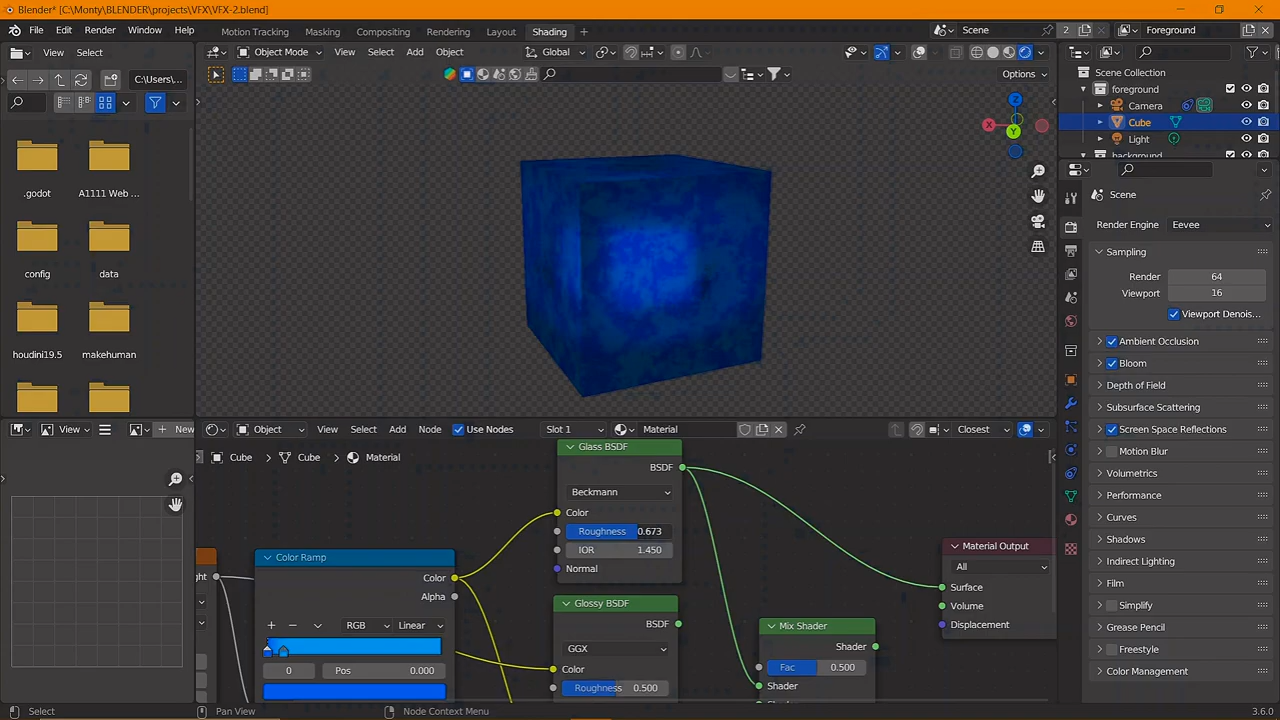 Blender* [C:\Monty\BLENDER\projects\VFX\VFX-2.blend]
File Edit Render Window Help
Motion Tracking Masking Compositing Rendering Layout Shading
Scene 2 Foreground
View Select
Object Mode View Select Add Object Global
Scene Collection
C:\Users\...
Options
foreground
Camera
X Y Z
Cube
Light
background
.godot A1111 Web ...
Scene
Render Engine Eevee
Sampling
config data
Render 64
Viewport 16
Viewport Denois...
houdini19.5 makehuman
Ambient Occlusion
Bloom
Depth of Field
Subsurface Scattering
Screen Space Reflections
Motion Blur
Volumetrics
Performance
Curves
Shadows
Indirect Lighting
Film
Simplify
Grease Pencil
Freestyle
Color Management
View New
Object View Select Add Node Use Nodes Slot 1 Material Closest
Cube Cube Material
Glass BSDF
BSDF
Beckmann
Color
Roughness 0.673
IOR 1.450
Normal
Glossy BSDF
BSDF
GGX
Color
Roughness 0.500
ht
Color Ramp
Color
Alpha
RGB Linear
0 Pos 0.000
Mix Shader
Shader
Fac 0.500
Shader
Material Output
All
Surface
Volume
Displacement
Select Pan View Node Context Menu 3.6.0